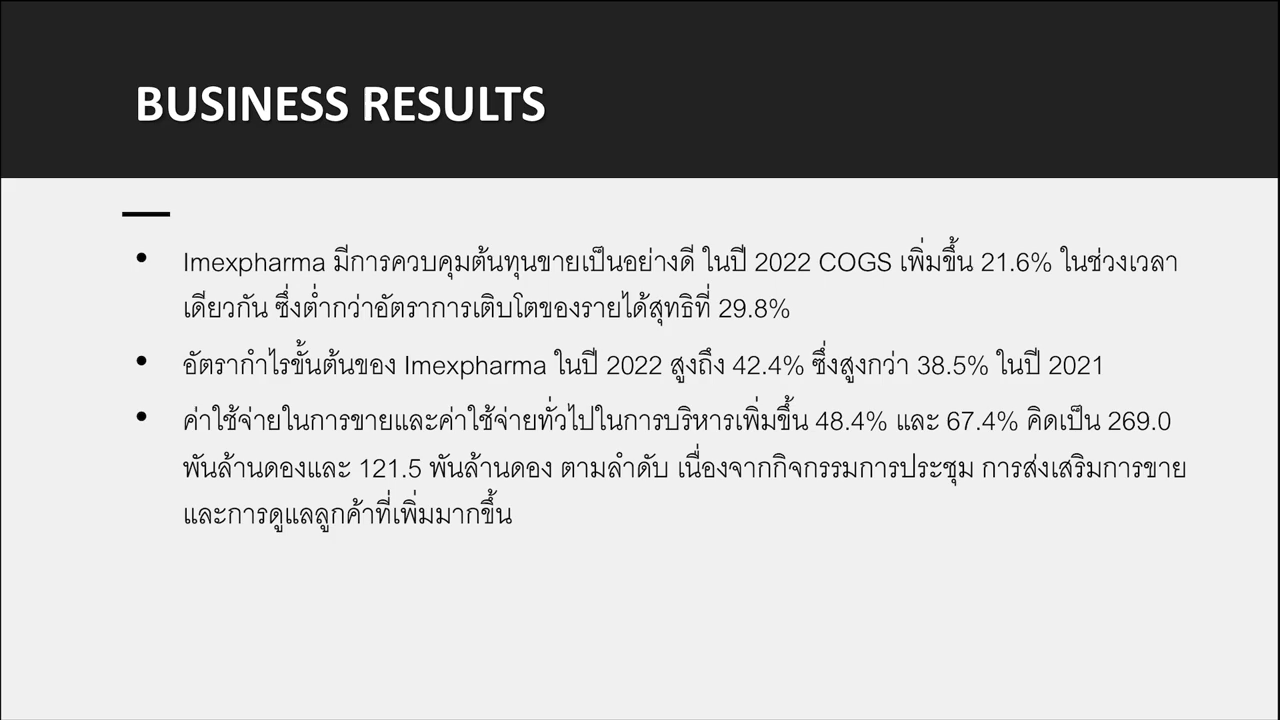 BUSINESS RESULTS
• Imexpharma มีการควบคุมต้นทุนขายเป็นอย่างดี ในปี 2022 COGS เพิ่มขึ้น 21.6% ในช่วงเวลา
เดียวกัน ซึ่งต่ำกว่าอัตราการเติบโตของรายได้สุทธิที่ 29.8%
• อัตรากำไรขั้นต้นของ Imexpharma ในปี 2022 สูงถึง 42.4% ซึ่งสูงกว่า 38.5% ในปี 2021
• ค่าใช้จ่ายในการขายและค่าใช้จ่ายทั่วไปในการบริหารเพิ่มขึ้น 48.4% และ 67.4% คิดเป็น 269.0
พันล้านดองและ 121.5 พันล้านดอง ตามลำดับ เนื่องจากกิจกรรมการประชุม การส่งเสริมการขาย
และการดูแลลูกค้าที่เพิ่มมากขึ้น